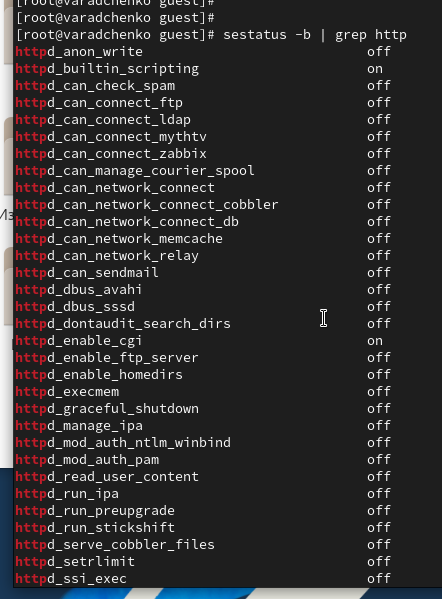 [root@varadchenko guest]#
[root@varadchenko guest]#
[root@varadchenko guest]# sestatus -b | grep http
httpd_anon_write off
httpd_builtin_scripting on
httpd_can_check_spam off
httpd_can_connect_ftp off
httpd_can_connect_ldap off
httpd_can_connect_mythtv off
httpd_can_connect_zabbix off
httpd_can_manage_courier_spool off
httpd_can_network_connect off
httpd_can_network_connect_cobbler off
httpd_can_network_connect_db off
httpd_can_network_memcache off
httpd_can_network_relay off
httpd_can_sendmail off
httpd_dbus_avahi off
httpd_dbus_sssd off
httpd_dontaudit_search_dirs off
httpd_enable_cgi on
httpd_enable_ftp_server off
httpd_enable_homedirs off
httpd_execmem off
httpd_graceful_shutdown off
httpd_manage_ipa off
httpd_mod_auth_ntlm_winbind off
httpd_mod_auth_pam off
httpd_read_user_content off
httpd_run_ipa off
httpd_run_preupgrade off
httpd_run_stickshift off
httpd_serve_cobbler_files off
httpd_setrlimit off
httpd_ssi_exec off